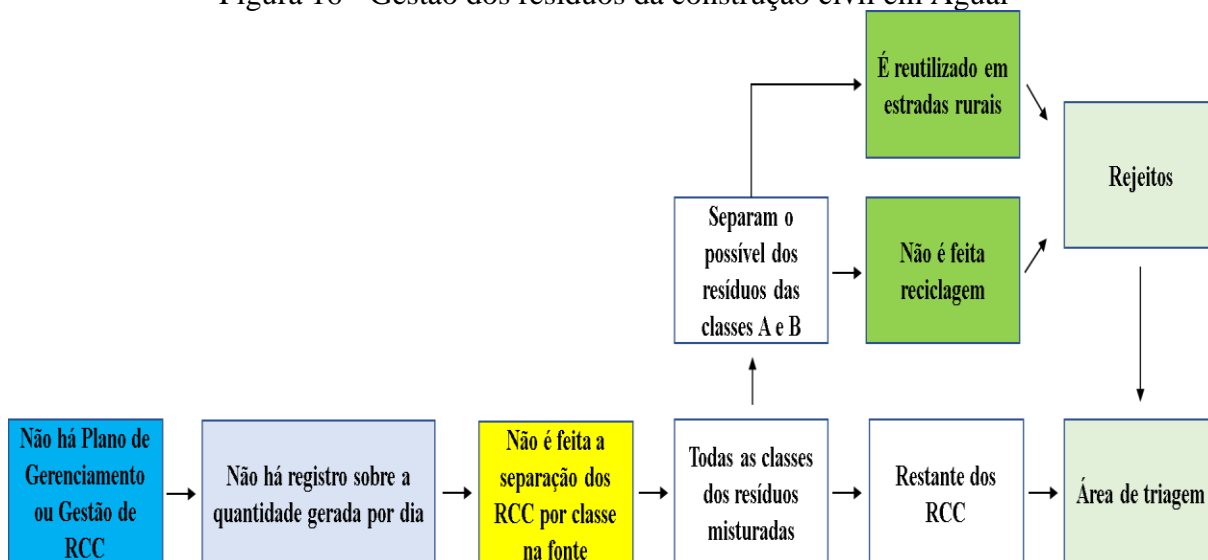 Figura 16 - Gestão dos resíduos da construção civil em Aguaí
É reutilizado em
estradas rurais
Rejeitos
Separam o
possível dos
resíduos das
classes A e B
Não é feita
reciclagem
Não há Plano de
Gerenciamento
ou Gestão de
RCC
Não há registro sobre a
quantidade gerada por dia
Não é feita a
separação dos
RCC por classe
na fonte
Todas as classes
dos resíduos
misturadas
Restante dos
RCC
Área de triagem